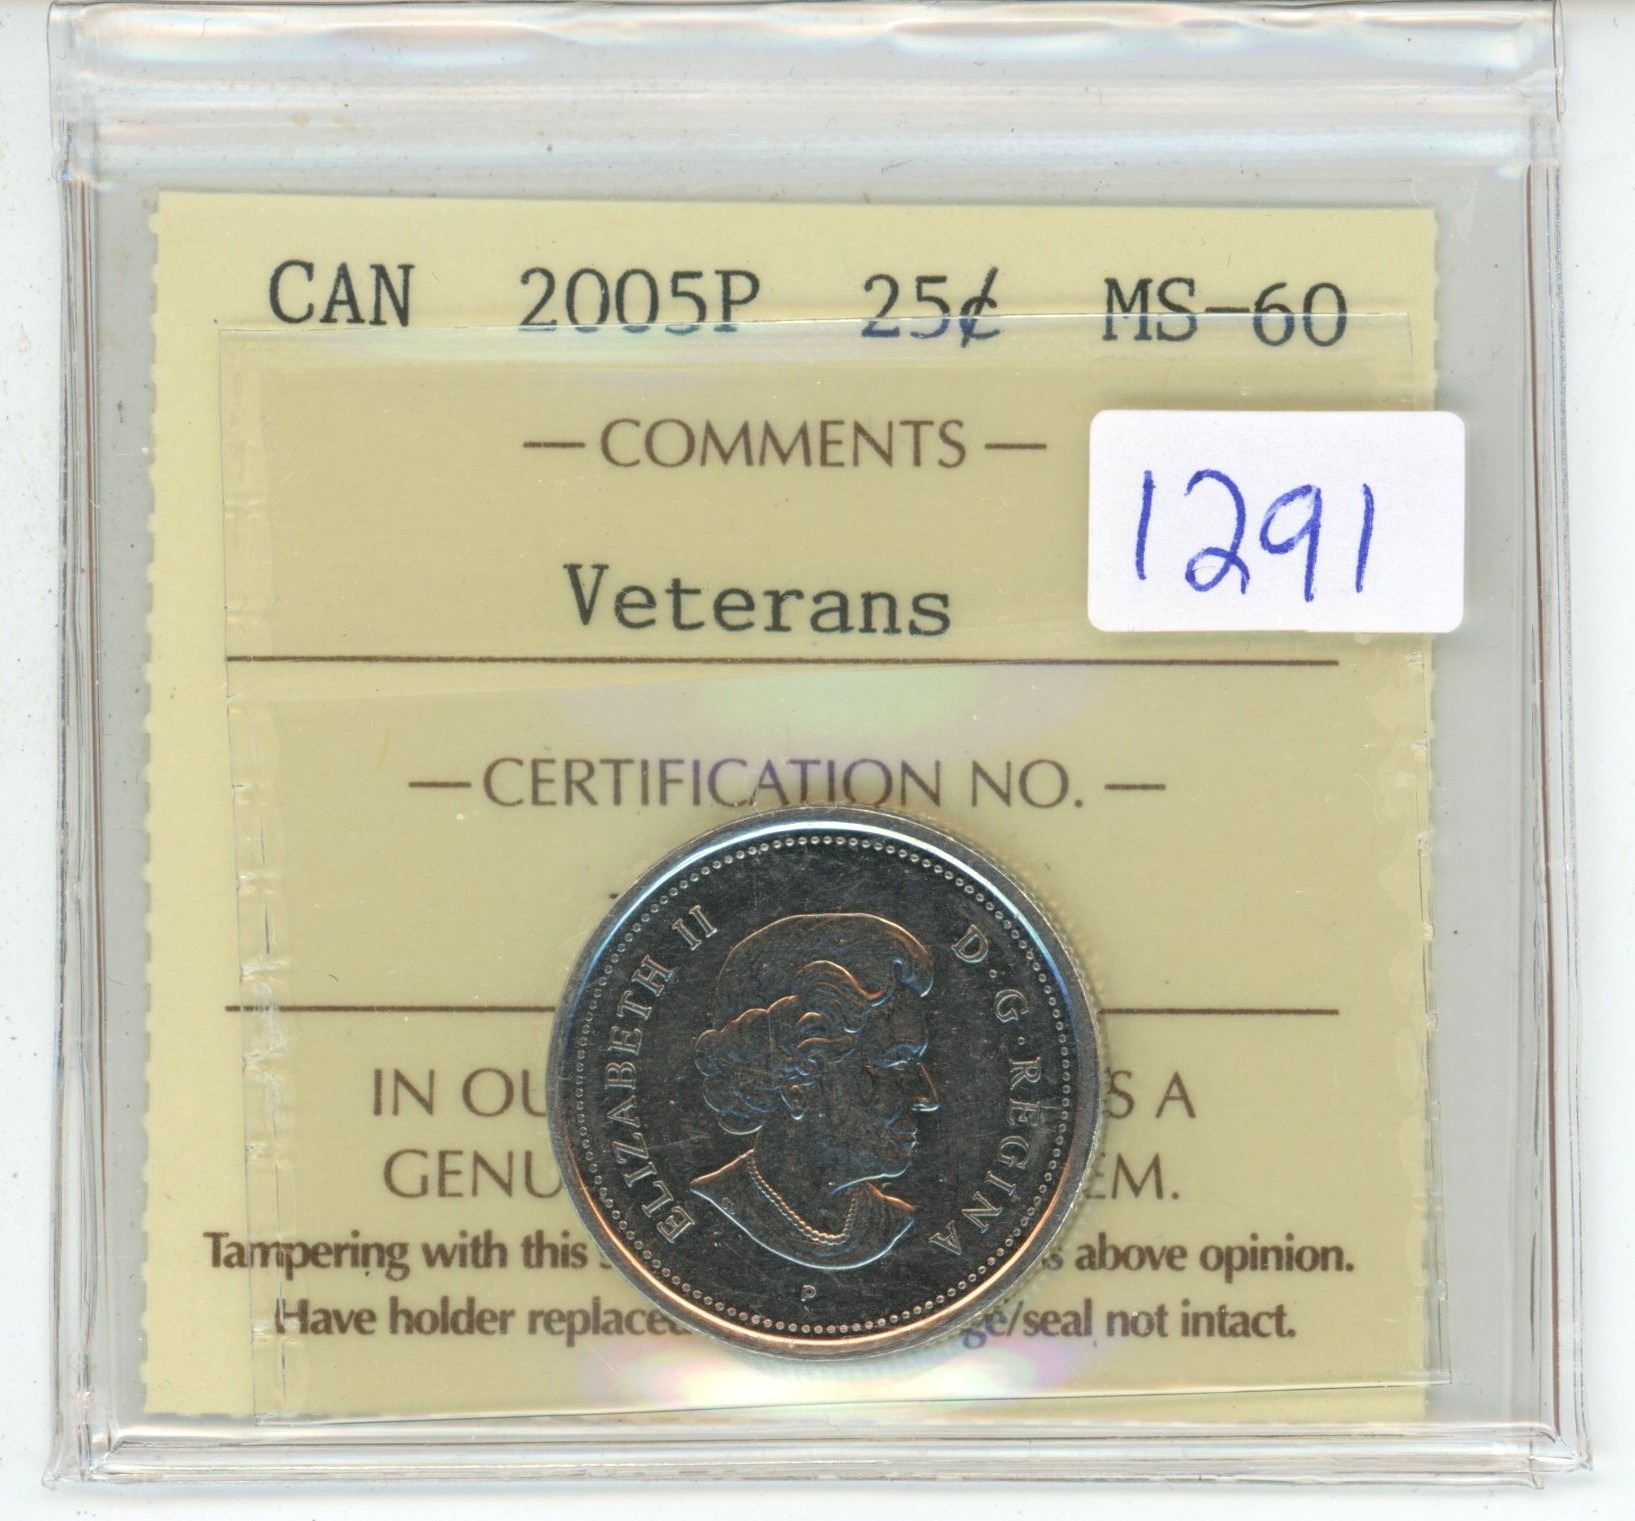 CAN 2005P 25¢ MS-60
— COMMENTS —
1291
Veterans
— CERTIFICATION NO. —
ELIZABETH II D·G·REGINA
P
IN OU S A
GENU EM.
Tampering with this s above opinion.
Have holder replaced ge/seal not intact.